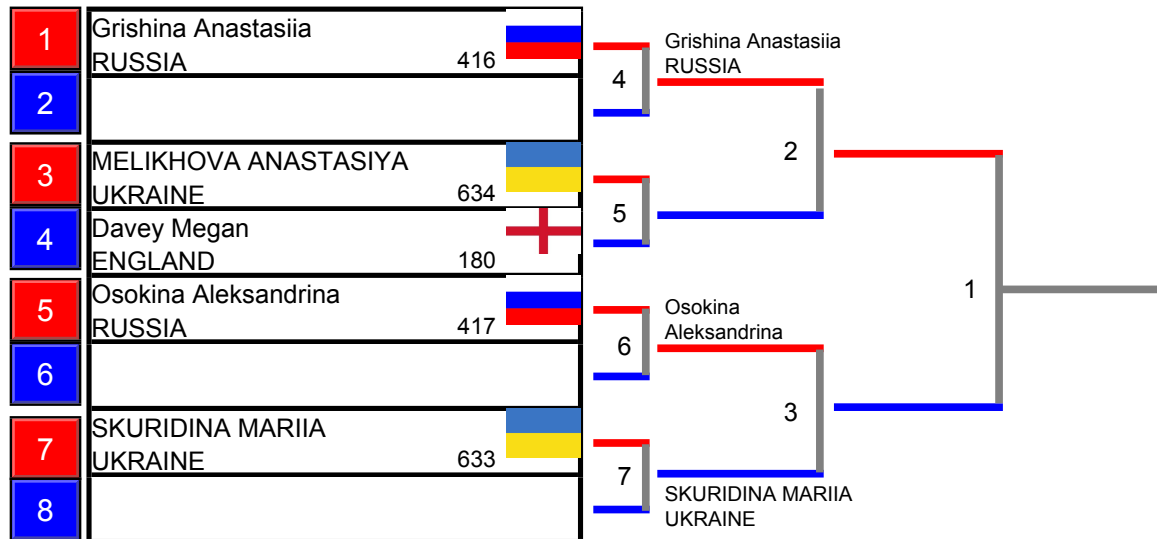 1
Grishina Anastasiia
RUSSIA 416
2
3
MELIKHOVA ANASTASIYA
UKRAINE 634
4
Davey Megan
ENGLAND 180
5
Osokina Aleksandrina
RUSSIA 417
6
7
SKURIDINA MARIIA
UKRAINE 633
8
4
5
6
7
Grishina Anastasiia
RUSSIA
2
Osokina
Aleksandrina
3
SKURIDINA MARIIA
UKRAINE
1